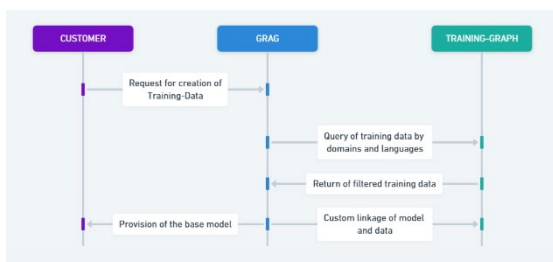 CUSTOMER
GRAG
TRAINING-GRAPH
Request for creation of
Training-Data
Query of training data by
domains and languages
Return of filtered training data
Provision of the base model
Custom linkage of model
and data